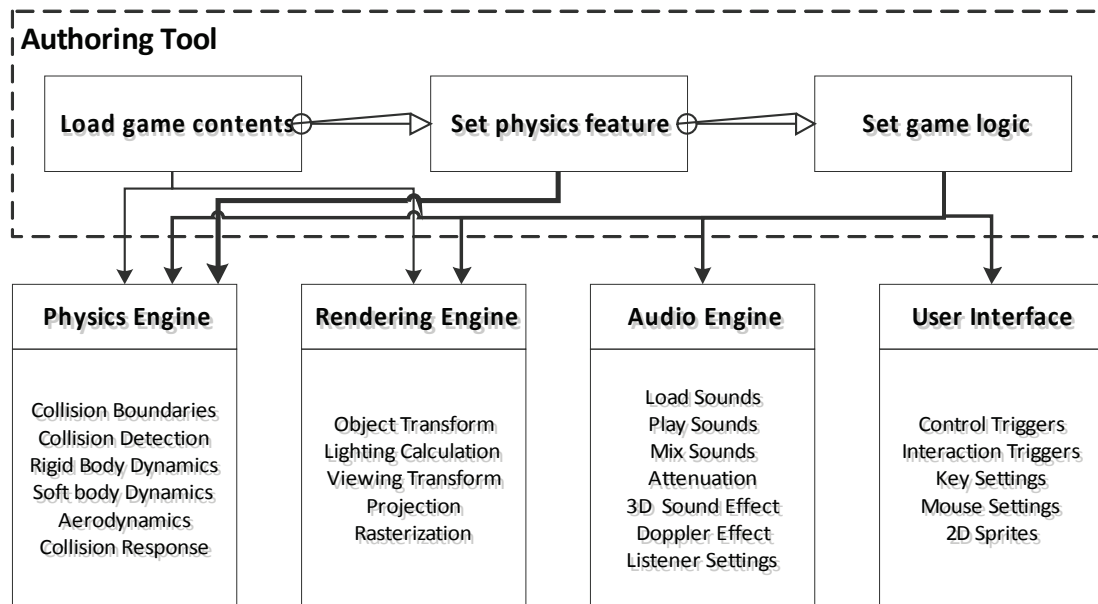 Authoring Tool
Load game contents
Set physics feature
Set game logic
Physics Engine
Rendering Engine
Audio Engine
User Interface
Collision Boundaries
Collision Detection
Rigid Body Dynamics
Soft body Dynamics
Aerodynamics
Collision Response
Object Transform
Lighting Calculation
Viewing Transform
Projection
Rasterization
Load Sounds
Play Sounds
Mix Sounds
Attenuation
3D Sound Effect
Doppler Effect
Listener Settings
Control Triggers
Interaction Triggers
Key Settings
Mouse Settings
2D Sprites